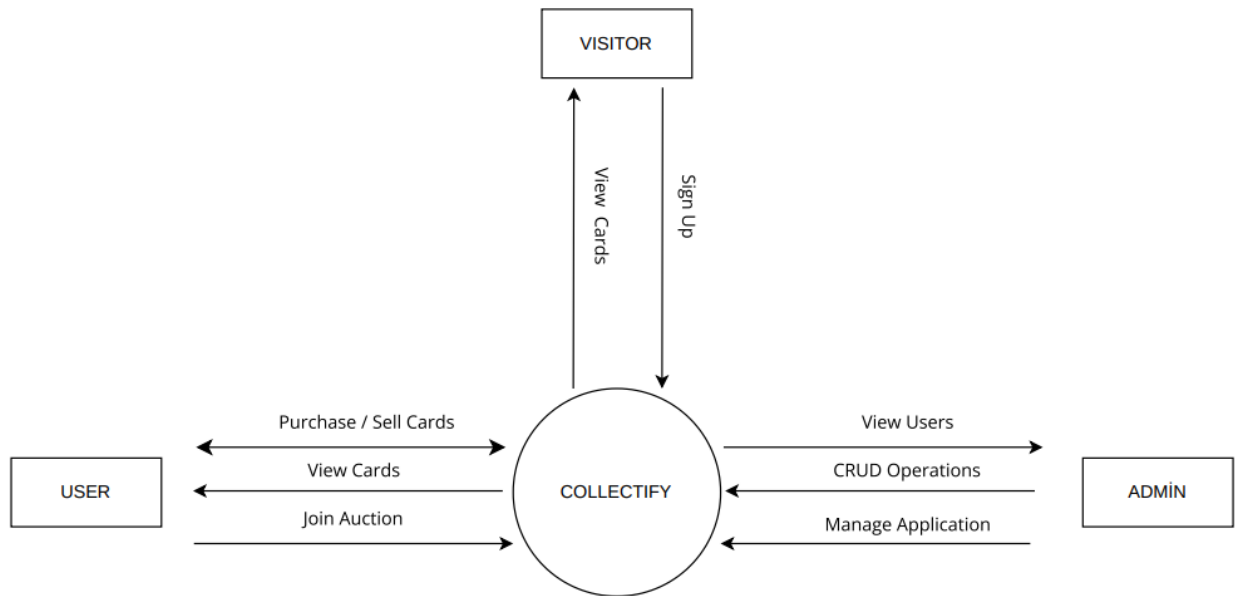 VISITOR
View Cards
Sign Up
Purchase / Sell Cards
View Cards
Join Auction
USER
COLLECTIFY
View Users
CRUD Operations
Manage Application
ADMİN